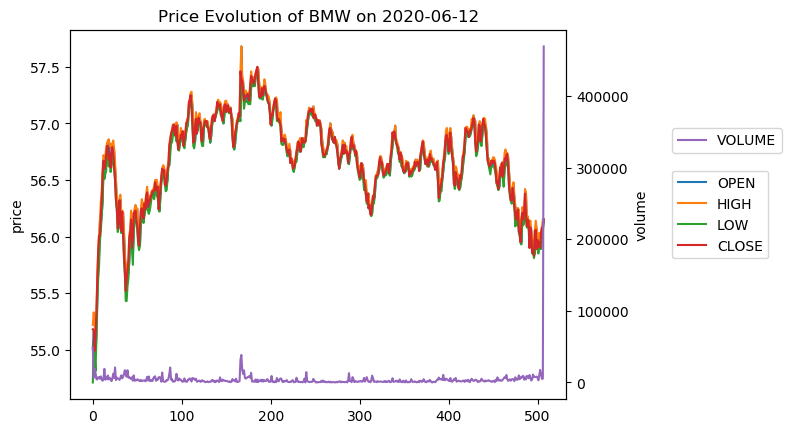 Price Evolution of BMW on 2020-06-12
57.5
57.0
56.5
56.0
55.5
55.0
price
0
100
200
300
400
500
400000
300000
200000
100000
0
volume
VOLUME
OPEN
HIGH
LOW
CLOSE